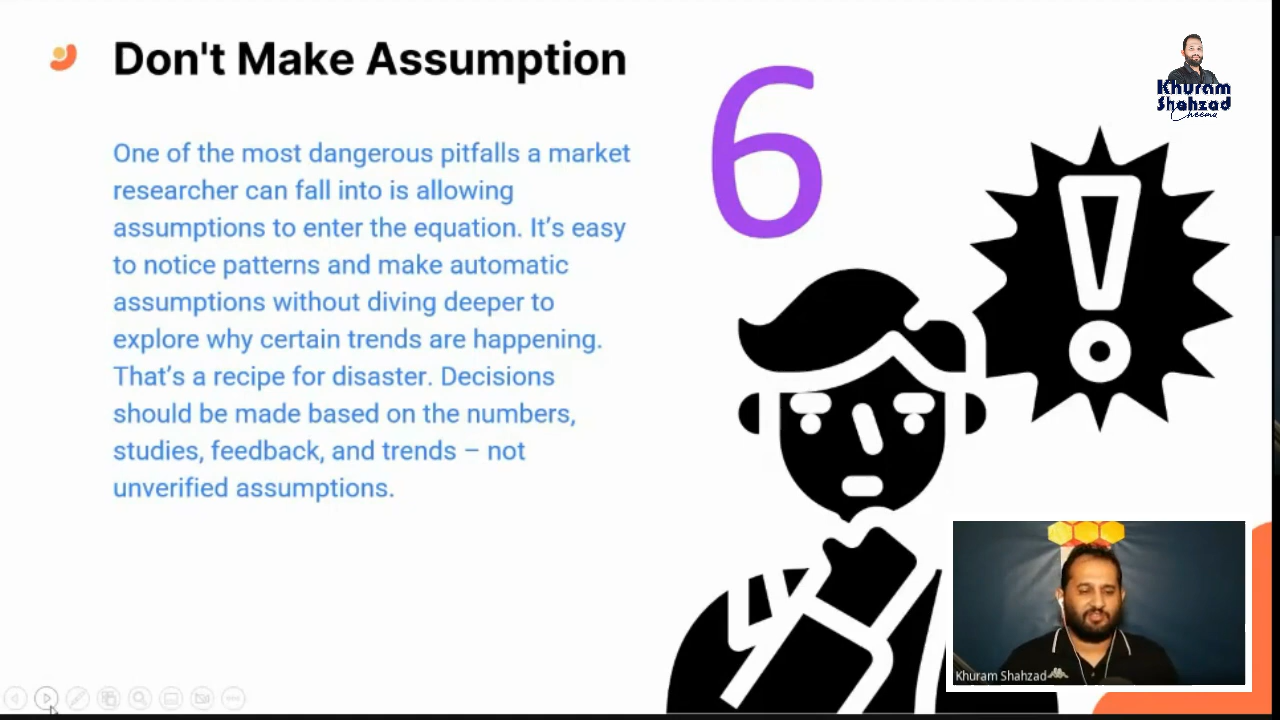 Don't Make Assumption
6
Khuram
Shahzad
Cheema
One of the most dangerous pitfalls a market
researcher can fall into is allowing
assumptions to enter the equation. It’s easy
to notice patterns and make automatic
assumptions without diving deeper to
explore why certain trends are happening.
That’s a recipe for disaster. Decisions
should be made based on the numbers,
studies, feedback, and trends – not
unverified assumptions.
Khuram Shahzad